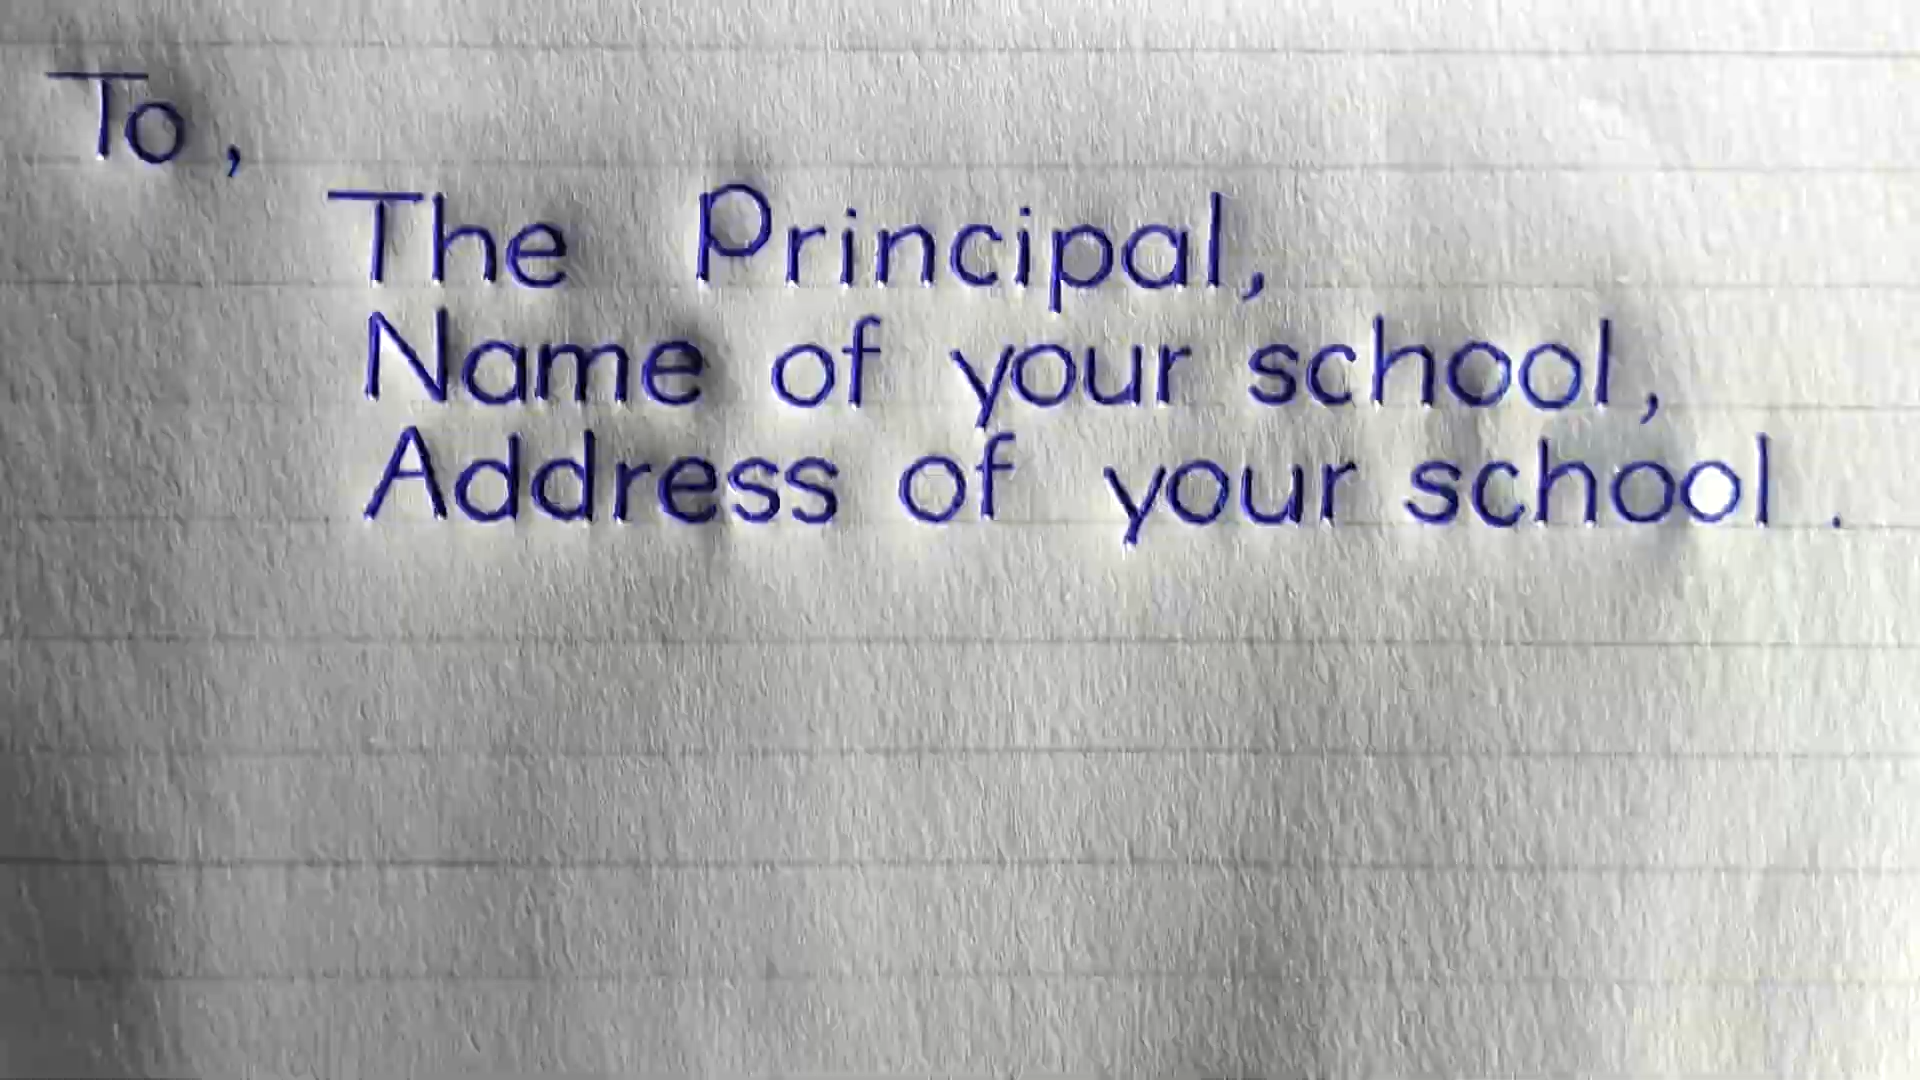 To,
The Principal,
Name of your school,
Address of your school.